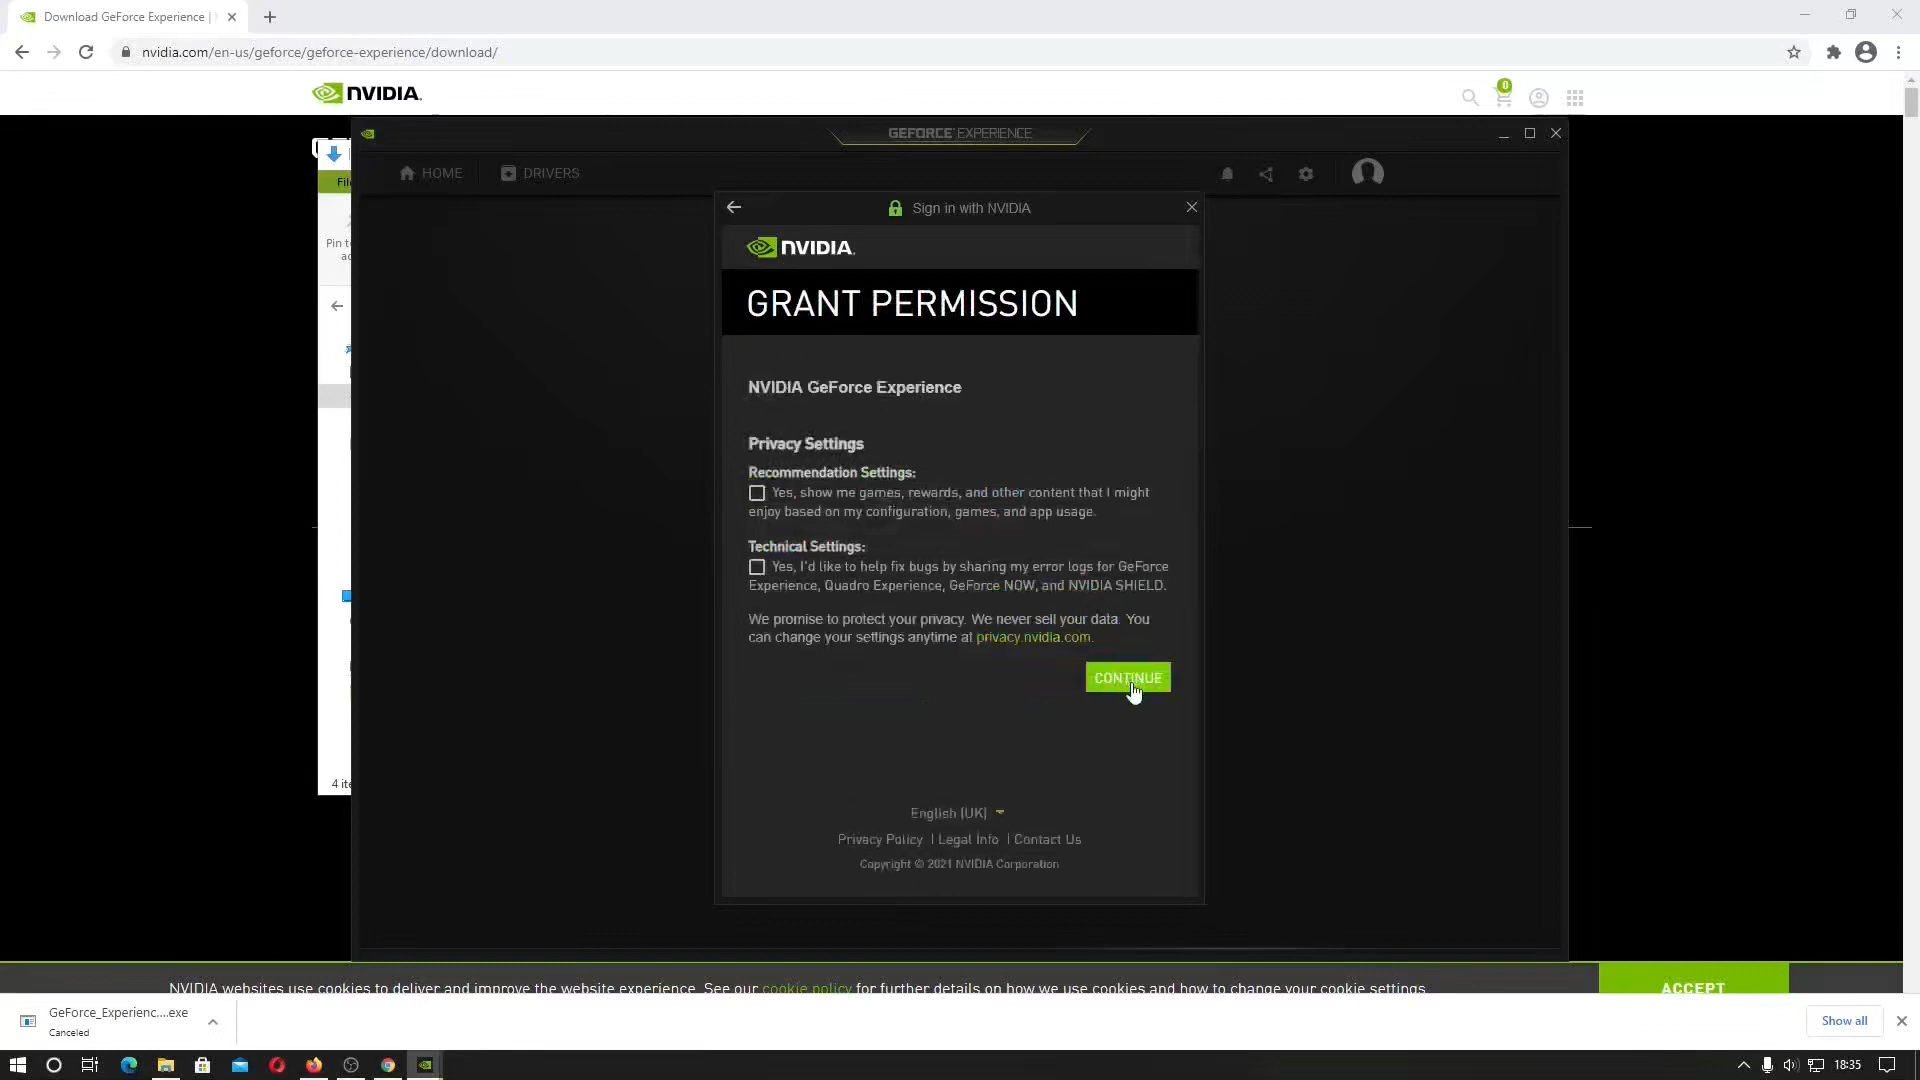 Download GeForce Experience |
nvidia.com/en-us/geforce/geforce-experience/download/
NVIDIA.
0
GEFORCE EXPERIENCE
HOME
DRIVERS
File
Pin t
ac
Sign in with NVIDIA
NVIDIA.
GRANT PERMISSION
NVIDIA GeForce Experience
Privacy Settings
Recommendation Settings:
Yes, show me games, rewards, and other content that I might
enjoy based on my configuration, games, and app usage.
Technical Settings:
Yes, I'd like to help fix bugs by sharing my error logs for GeForce
Experience, Quadro Experience, GeForce NOW, and NVIDIA SHIELD.
We promise to protect your privacy. We never sell your data. You
can change your settings anytime at privacy.nvidia.com.
CONTINUE
4 ite
English (UK)
Privacy Policy | Legal Info | Contact Us
Copyright © 2021 NVIDIA Corporation
NVIDIA websites use cookies to deliver and improve the website experience. See our cookie policy for further details on how we use cookies and how to change your cookie settings
ACCEPT
GeForce_Experienc....exe
Canceled
Show all
18:35